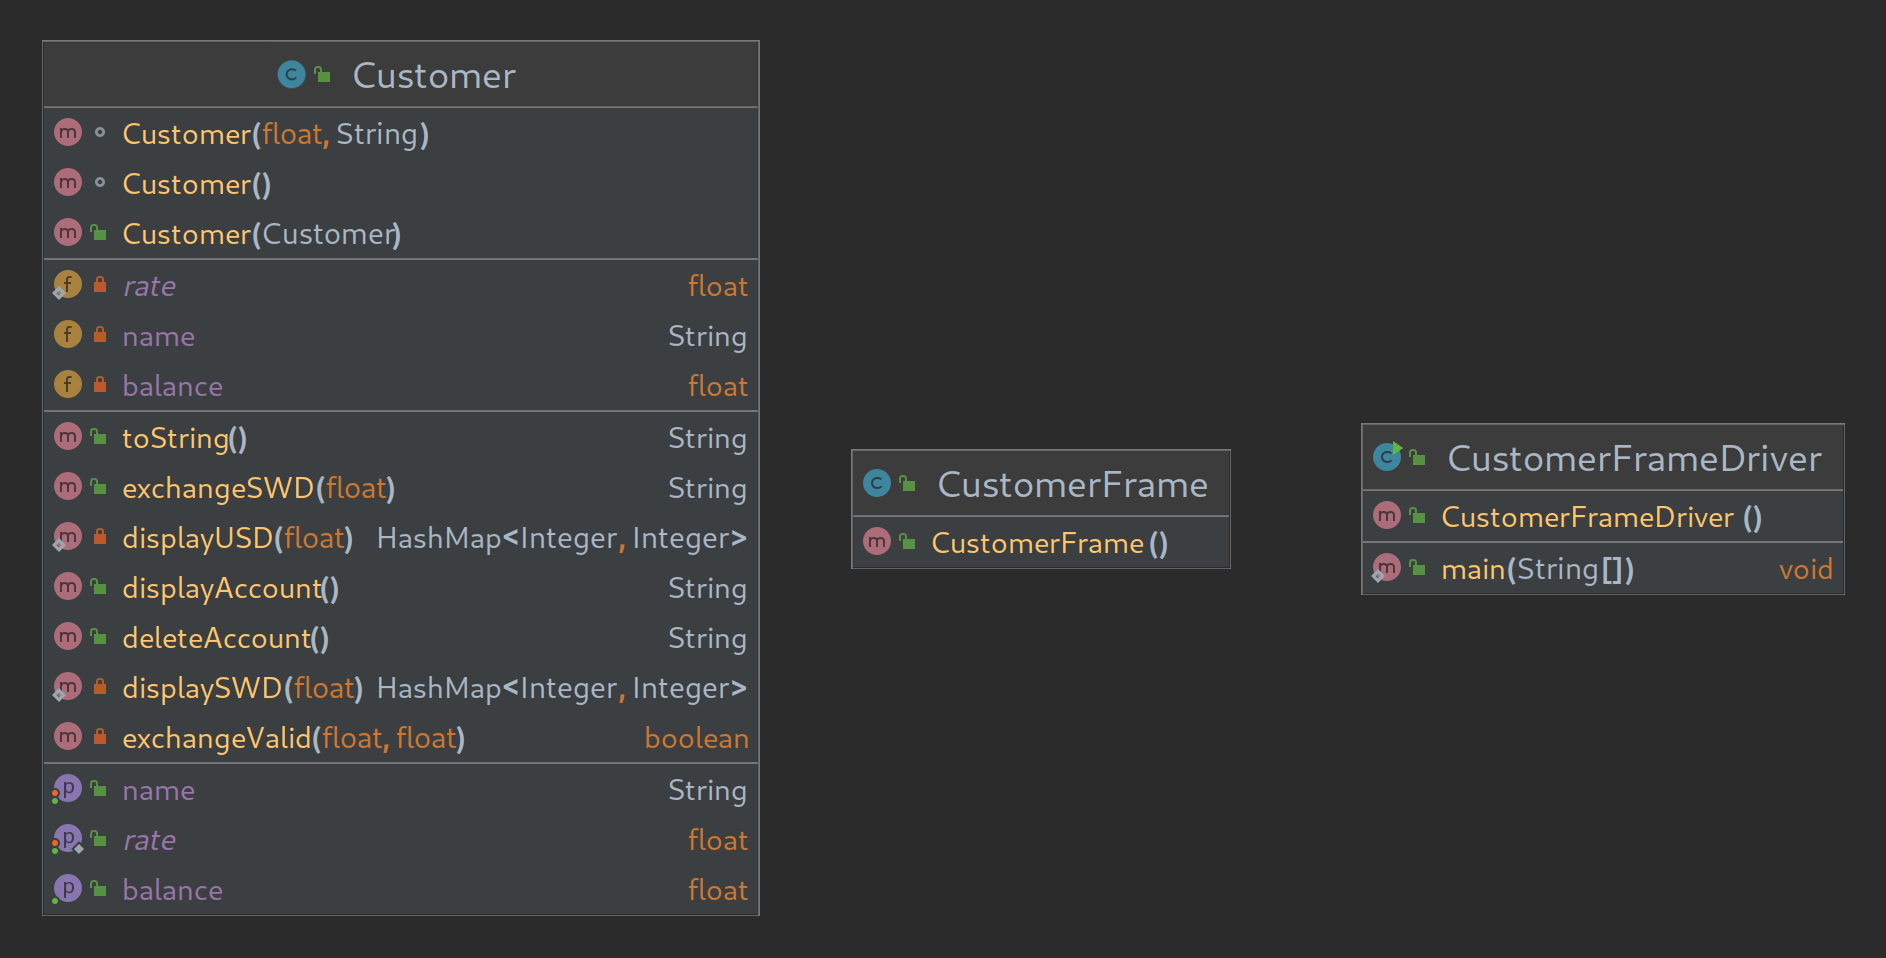 Customer
Customer(float, String)
Customer()
Customer(Customer)
rate float
name String
balance float
toString() String
exchangeSWD(float) String
displayUSD(float) HashMap<Integer, Integer>
displayAccount() String
deleteAccount() String
displaySWD(float) HashMap<Integer, Integer>
exchangeValid(float, float) boolean
name String
rate float
balance float
CustomerFrame
CustomerFrame()
CustomerFrameDriver
CustomerFrameDriver()
main(String[]) void